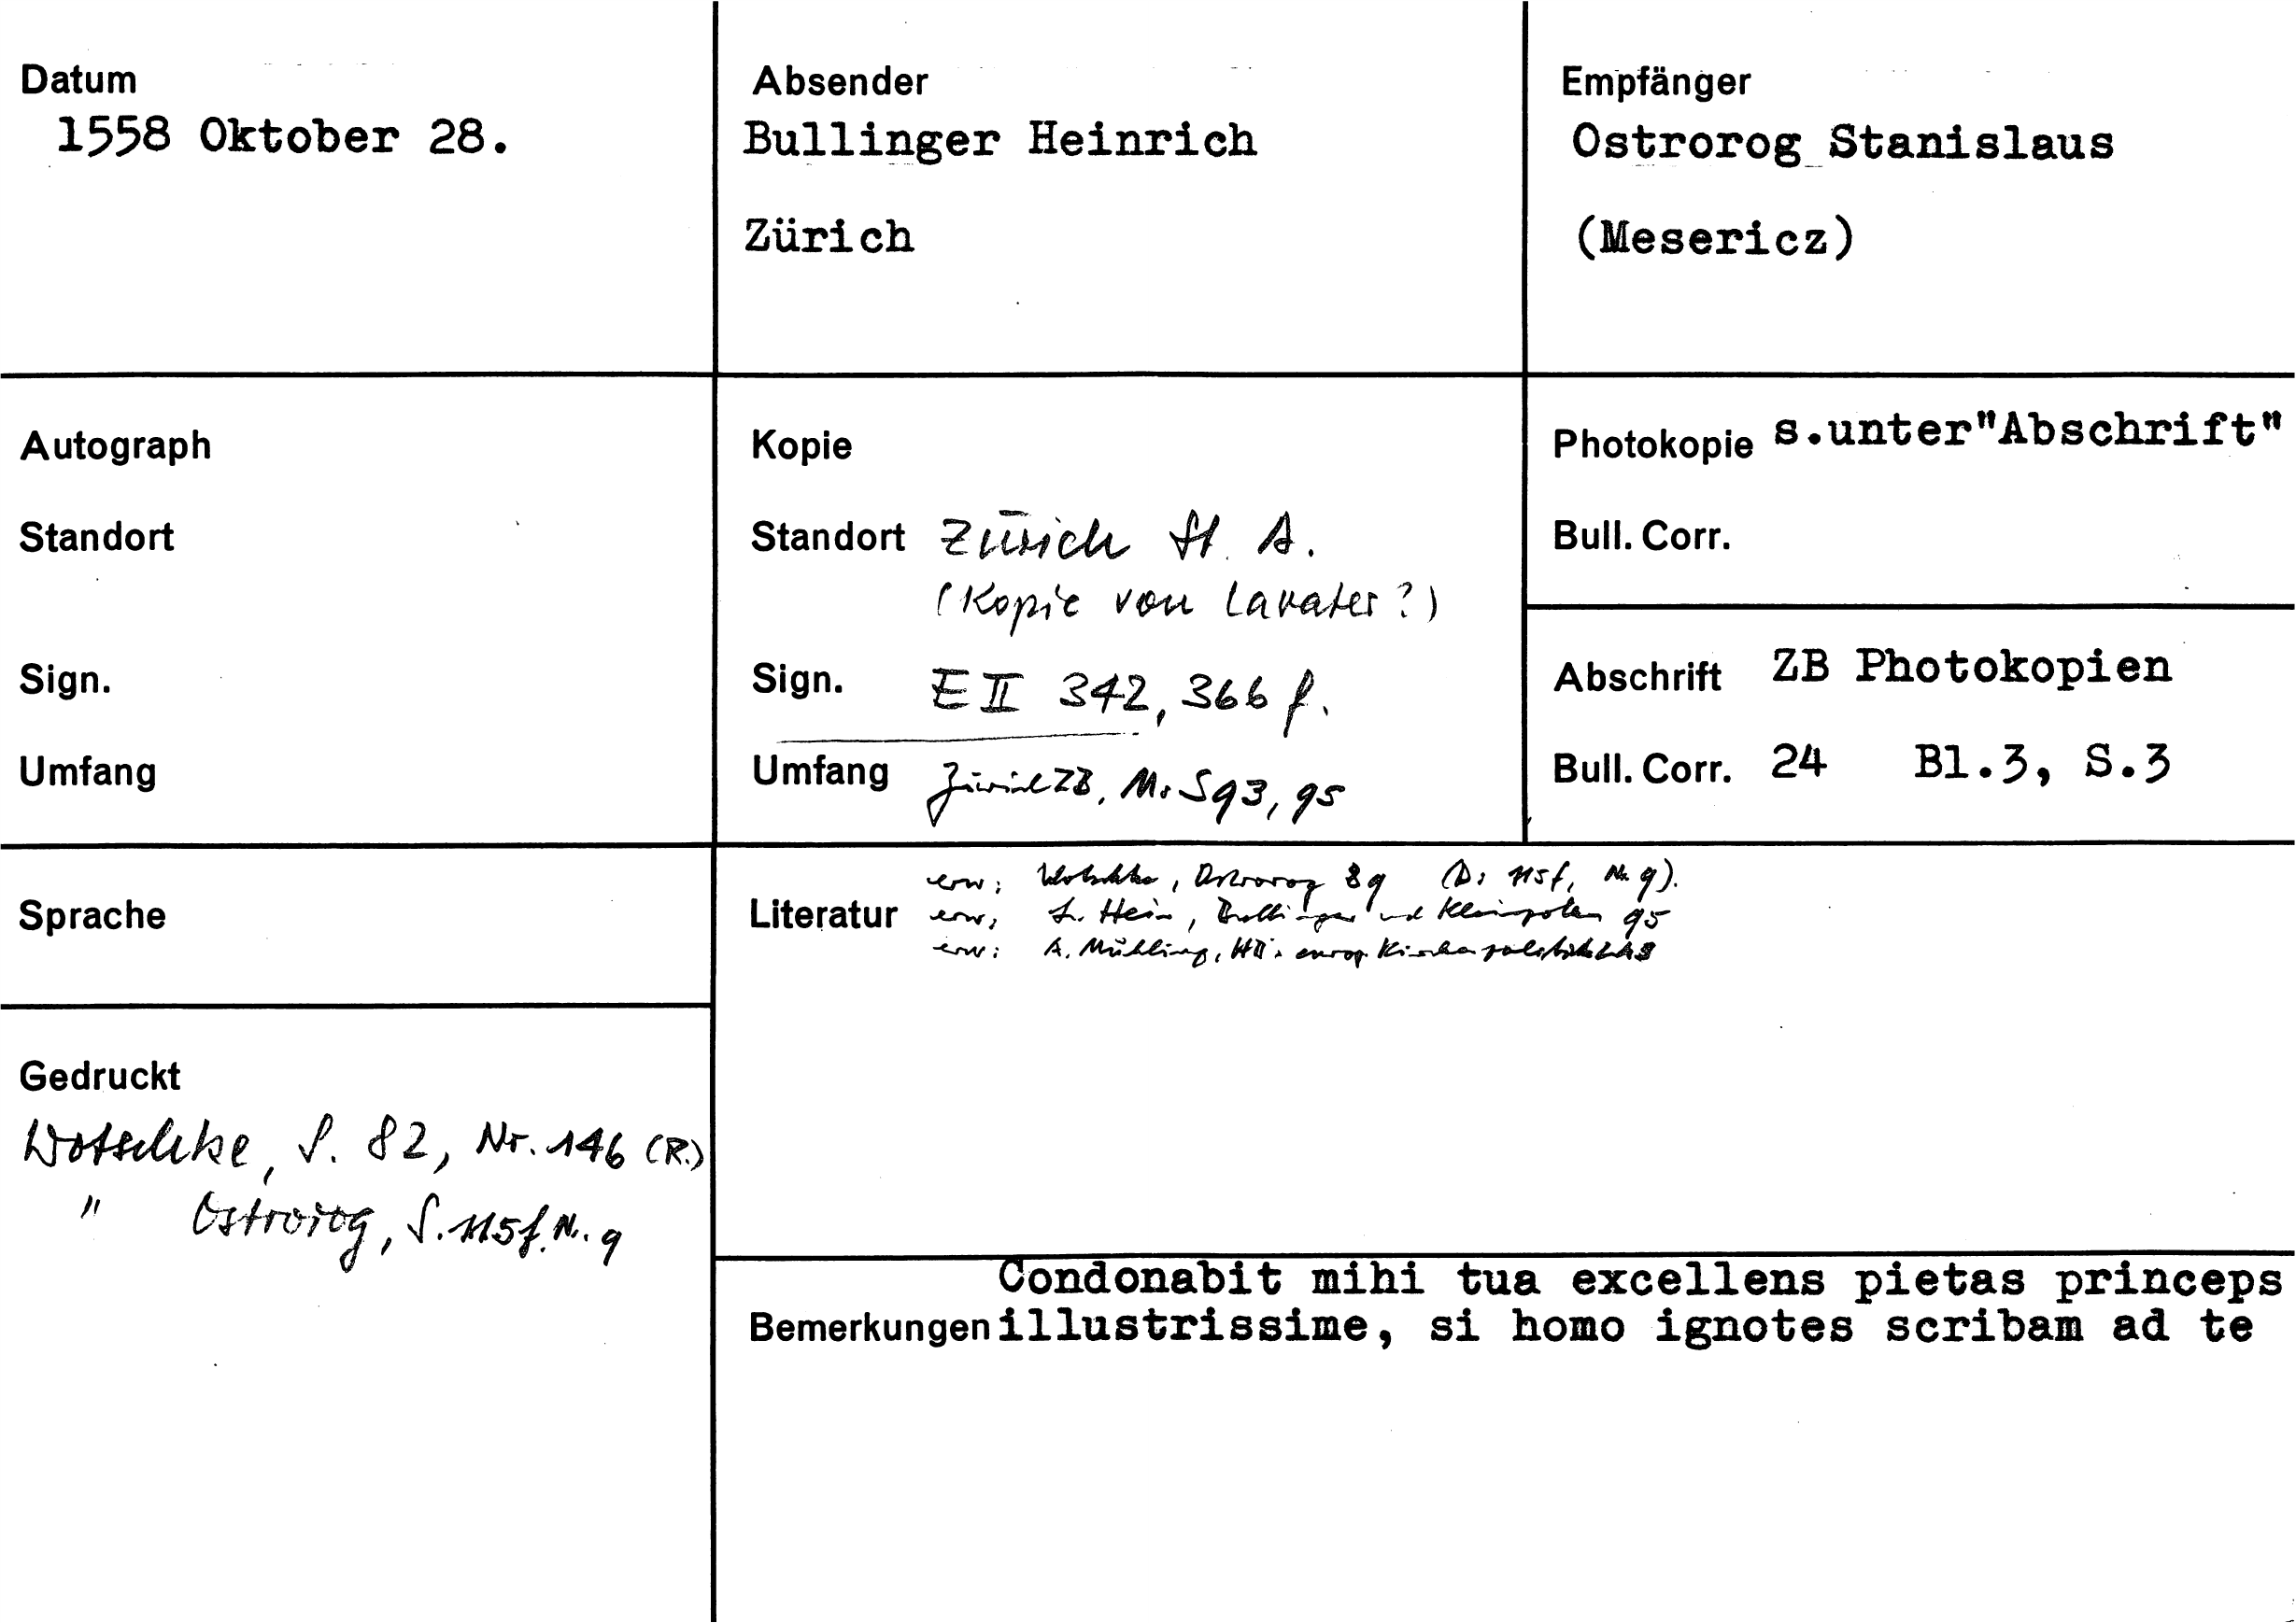 Datum
1558 Oktober 28.
Absender
Bullinger Heinrich
Zürich
Empfänger
Ostrorog Stanislaus
(Mesericz)
Autograph
Standort
Sign.
Umfang
Kopie
Standort Zürich St. A.
(Kopie von Lavater?)
Sign. E II 342, 366 f.
Umfang Zürich ZB, Ms S 93, 95
Photokopie s.unter"Abschrift"
Bull. Corr.
Abschrift ZB Photokopien
Bull. Corr. 24 Bl.3, S.3
Sprache
Literatur
erw: Wotschke, Ostrorog 89 (D: 115f, Nr. 9).
erw: L. Hein, Bullinger und Kleinpolen 95
erw: A. Mühling, HB's europ. Kirchenpolitik
Gedruckt
Wotschke, S. 82, Nr. 146 (R.)
" Ostrorog, S. 115f, Nr. 9
Bemerkungen
Condonabit mihi tua excellens pietas princeps
illustrissime, si homo ignotes scribam ad te